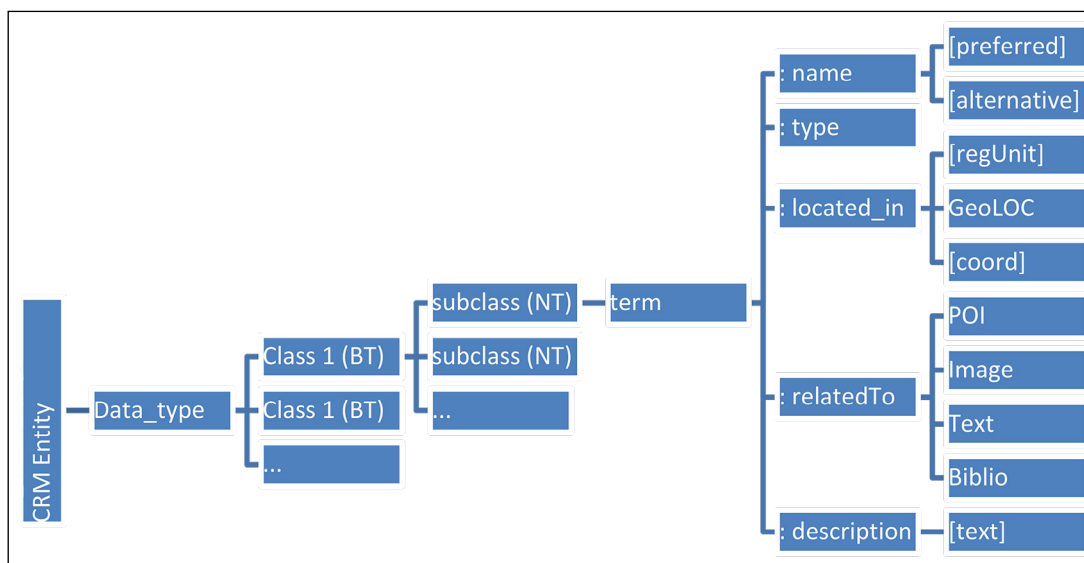 CRM Entity
Data_type
Class 1 (BT)
Class 1 (BT)
...
subclass (NT)
subclass (NT)
...
term
: name
: type
: located_in
: relatedTo
: description
[preferred]
[alternative]
[regUnit]
GeoLOC
[coord]
POI
Image
Text
Biblio
[text]